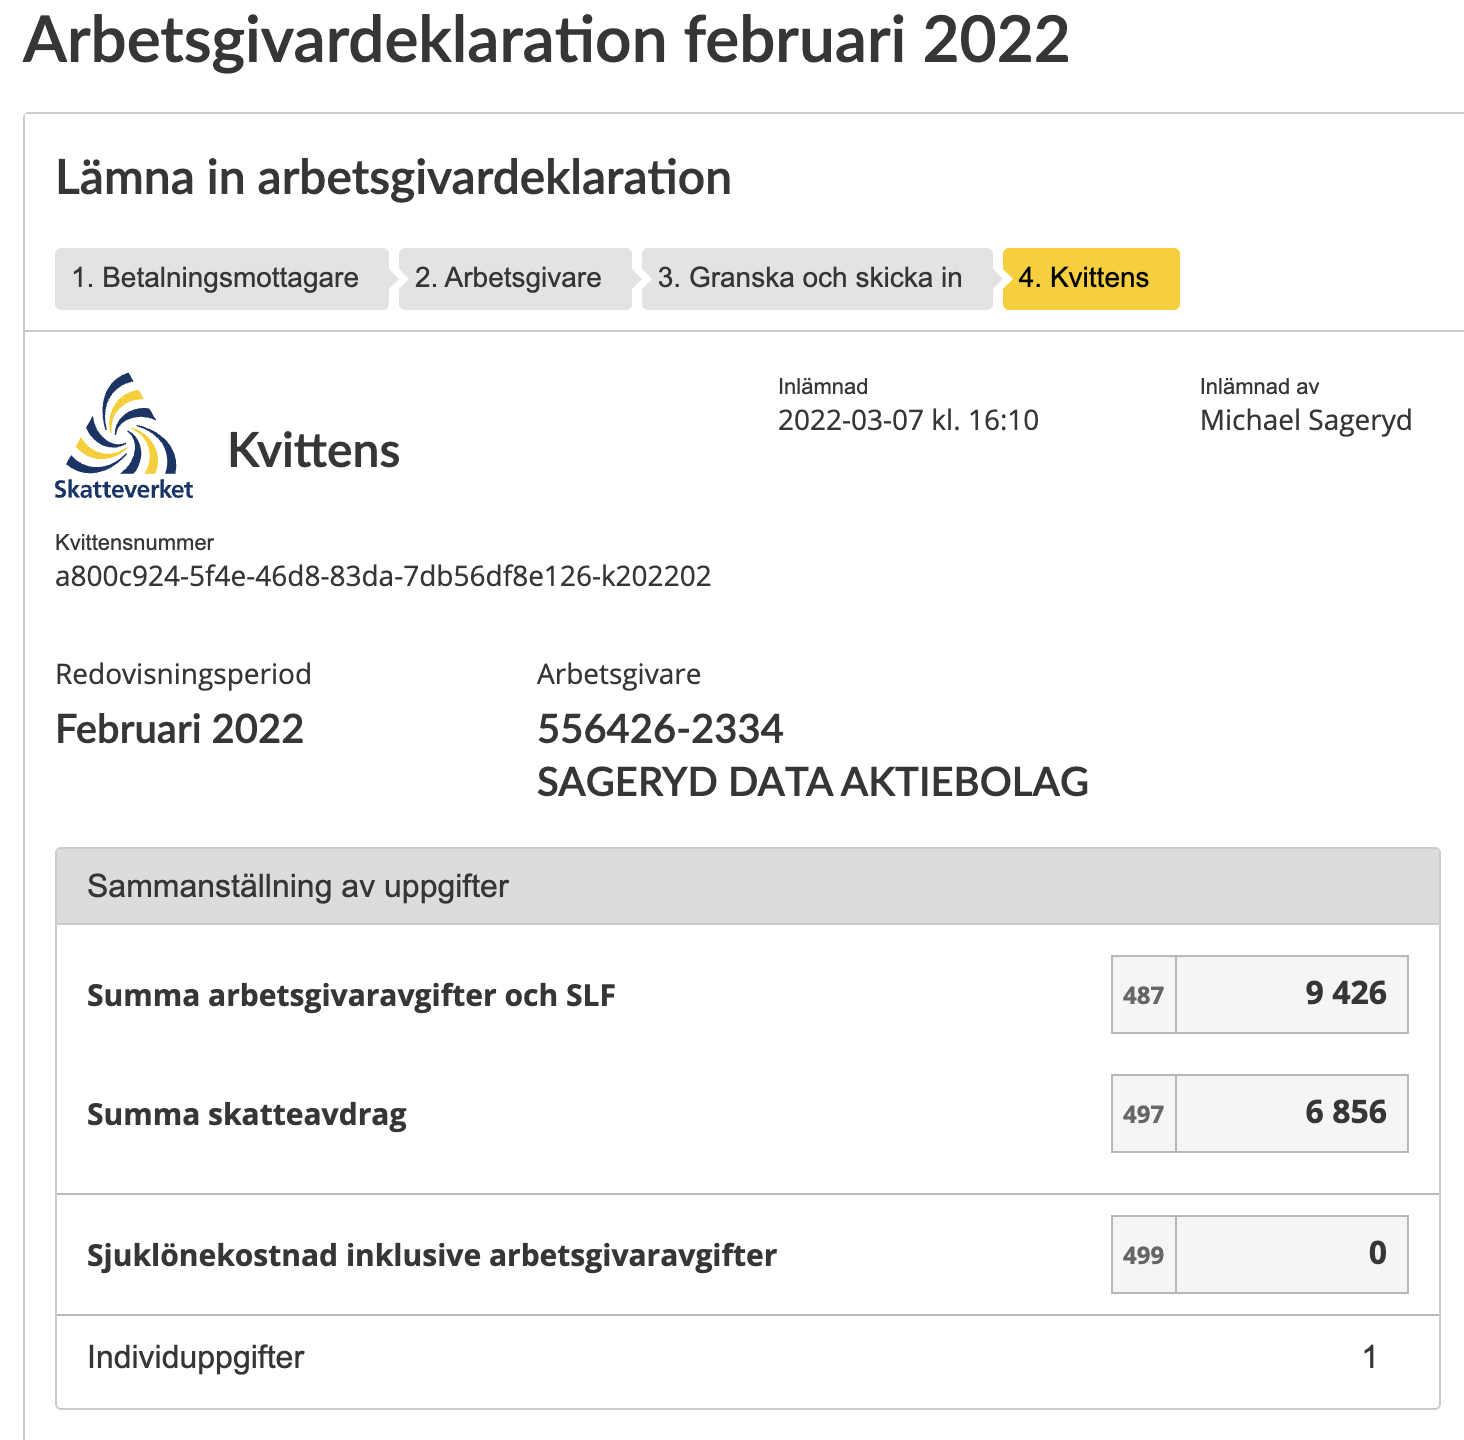 Arbetsgivardeklaration februari 2022
Lämna in arbetsgivardeklaration
1. Betalningsmottagare
2. Arbetsgivare
3. Granska och skicka in
4. Kvittens
Skatteverket
Kvittens
Inlämnad
2022-03-07 kl. 16:10
Inlämnad av
Michael Sageryd
Kvittensnummer
a800c924-5f4e-46d8-83da-7db56df8e126-k202202
Redovisningsperiod
Februari 2022
Arbetsgivare
556426-2334
SAGERYD DATA AKTIEBOLAG
Sammanställning av uppgifter
Summa arbetsgivaravgifter och SLF 487 9 426
Summa skatteavdrag 497 6 856
Sjuklönekostnad inklusive arbetsgivaravgifter 499 0
Individuppgifter 1